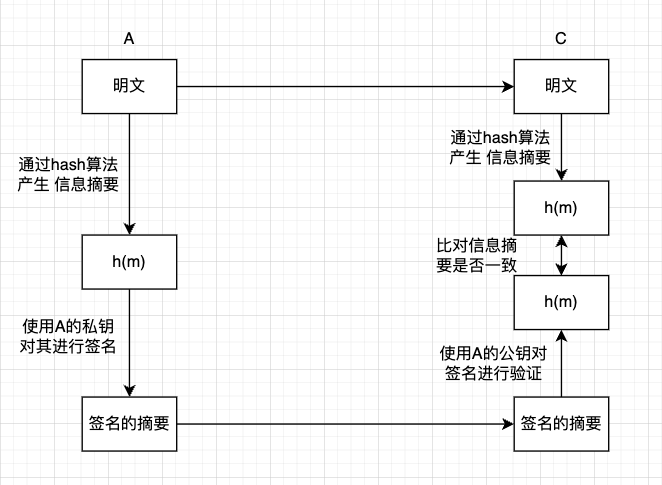 A
C
明文
明文
通过hash算法
产生 信息摘要
通过hash算法
产生 信息摘要
h(m)
h(m)
比对信息摘
要是否一致
h(m)
使用A的私钥
对其进行签名
使用A的公钥对
签名进行验证
签名的摘要
签名的摘要